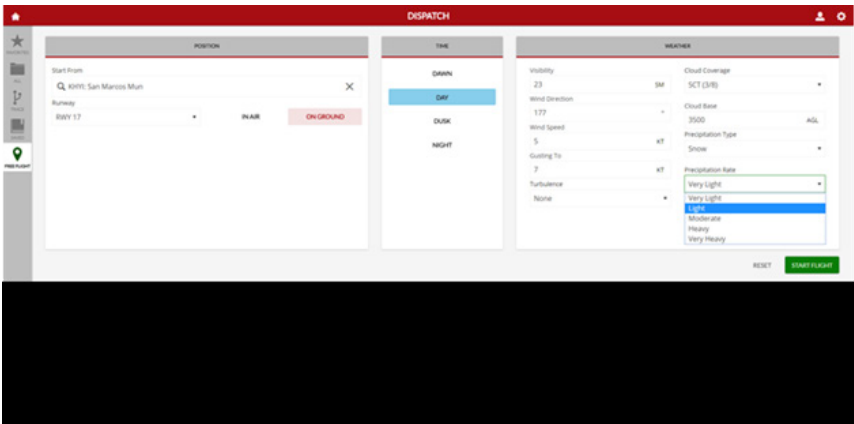 DISPATCH
FAVORITES
ALL
TRACK
FREE FLIGHT
POSITION
Start From
KHYI: San Marcos Mun
Runway
RWY 17
IN AIR
ON GROUND
TIME
DAWN
DAY
DUSK
NIGHT
WEATHER
Visibility
23 SM
Wind Direction
177 °
Wind Speed
5 KT
Gusting To
7 KT
Turbulence
None
Cloud Coverage
SCT (3/8)
Cloud Base
3500 AGL
Precipitation Type
Snow
Precipitation Rate
Very Light
Very Light
Light
Moderate
Heavy
Very Heavy
RESET
START FLIGHT